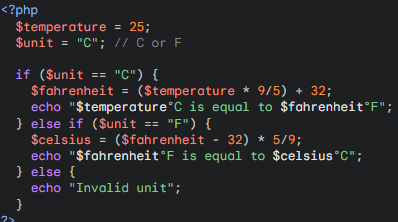 <?php
$temperature = 25;
$unit = "C"; // C or F
if ($unit == "C") {
$fahrenheit = ($temperature * 9/5) + 32;
echo "$temperature°C is equal to $fahrenheit°F";
} else if ($unit == "F") {
$celsius = ($fahrenheit - 32) * 5/9;
echo "$fahrenheit°F is equal to $celsius°C";
} else {
echo "Invalid unit";
}
?>